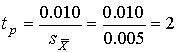 t_p = 0.010 / s_X̄ = 0.010 / 0.005 = 2